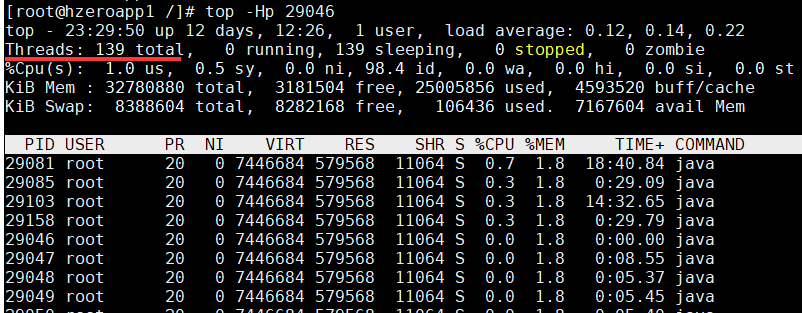 [root@hzeroapp1 /]# top -Hp 29046
top - 23:29:50 up 12 days, 12:26,  1 user,  load average: 0.12, 0.14, 0.22
Threads: 139 total,   0 running, 139 sleeping,   0 stopped,   0 zombie
%Cpu(s):  1.0 us,  0.5 sy,  0.0 ni, 98.4 id,  0.0 wa,  0.0 hi,  0.0 si,  0.0 st
KiB Mem : 32780880 total,  3181504 free, 25005856 used,  4593520 buff/cache
KiB Swap:  8388604 total,  8282168 free,   106436 used.  7167604 avail Mem
PID USER      PR  NI    VIRT    RES    SHR S %CPU %MEM     TIME+ COMMAND
29081 root      20   0 7446684 579568  11064 S  0.7  1.8  18:40.84 java
29085 root      20   0 7446684 579568  11064 S  0.3  1.8   0:29.09 java
29103 root      20   0 7446684 579568  11064 S  0.3  1.8  14:32.65 java
29158 root      20   0 7446684 579568  11064 S  0.3  1.8   0:29.79 java
29046 root      20   0 7446684 579568  11064 S  0.0  1.8   0:00.00 java
29047 root      20   0 7446684 579568  11064 S  0.0  1.8   0:08.55 java
29048 root      20   0 7446684 579568  11064 S  0.0  1.8   0:05.37 java
29049 root      20   0 7446684 579568  11064 S  0.0  1.8   0:05.45 java